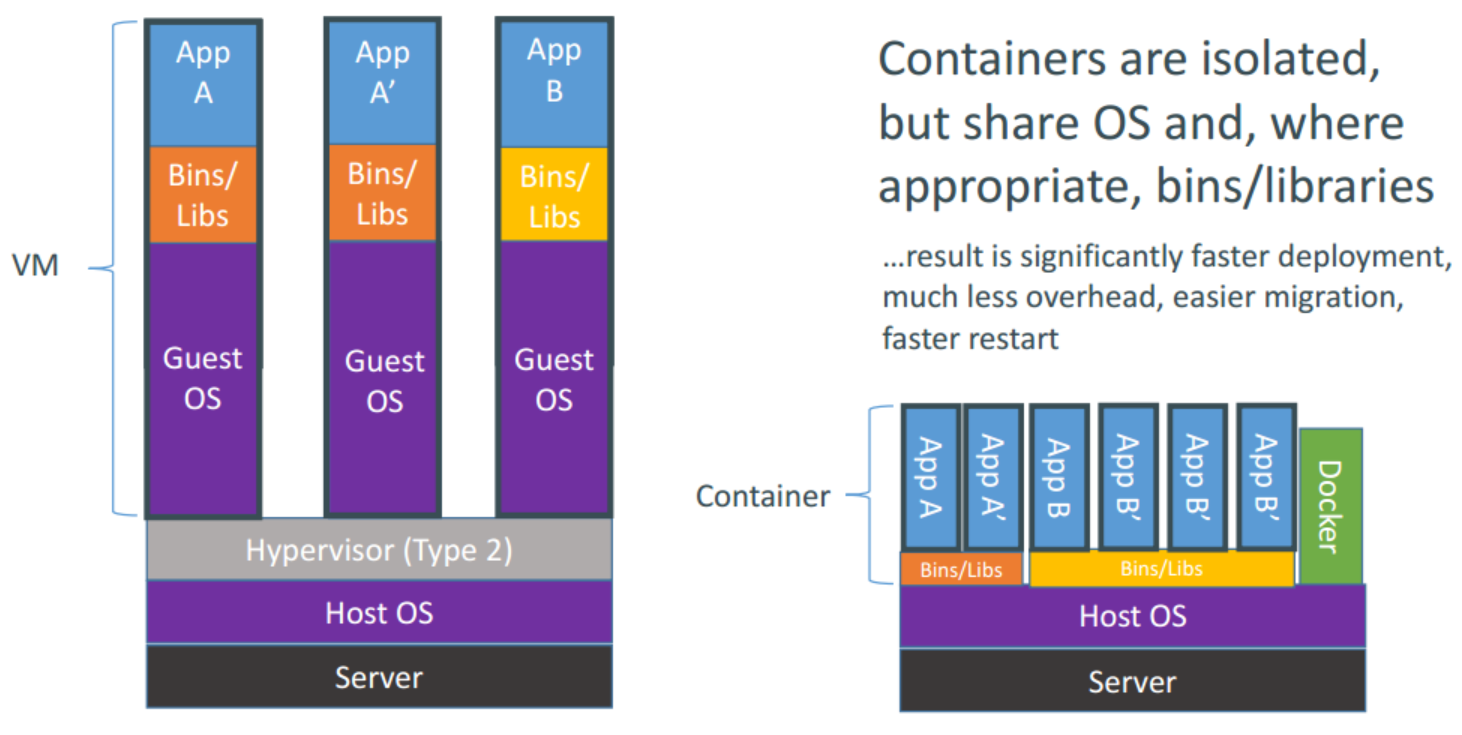 VM
App
A
Bins/
Libs
Guest
OS
App
A’
Bins/
Libs
Guest
OS
App
B
Bins/
Libs
Guest
OS
Hypervisor (Type 2)
Host OS
Server
Containers are isolated,
but share OS and, where
appropriate, bins/libraries
...result is significantly faster deployment,
much less overhead, easier migration,
faster restart
Container
App A
App A’
App B
App B’
App B’
App B’
Docker
Bins/Libs
Bins/Libs
Host OS
Server